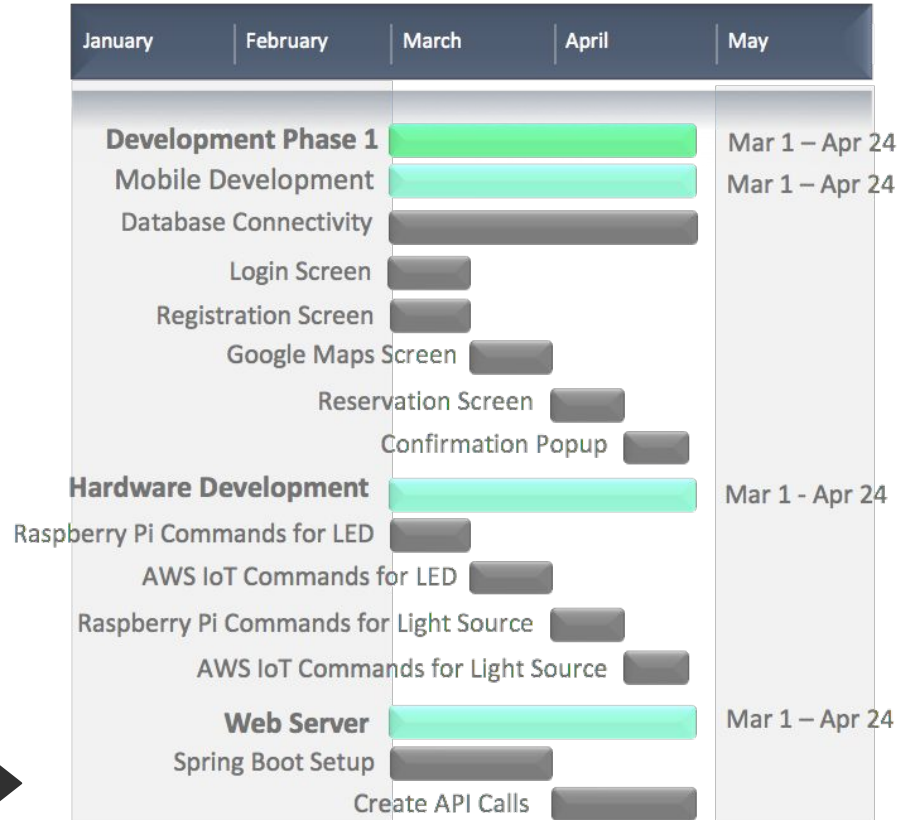 January February March April May
Development Phase 1 Mar 1 – Apr 24
Mobile Development Mar 1 – Apr 24
Database Connectivity
Login Screen
Registration Screen
Google Maps Screen
Reservation Screen
Confirmation Popup
Hardware Development Mar 1 - Apr 24
Raspberry Pi Commands for LED
AWS IoT Commands for LED
Raspberry Pi Commands for Light Source
AWS IoT Commands for Light Source
Web Server Mar 1 – Apr 24
Spring Boot Setup
Create API Calls